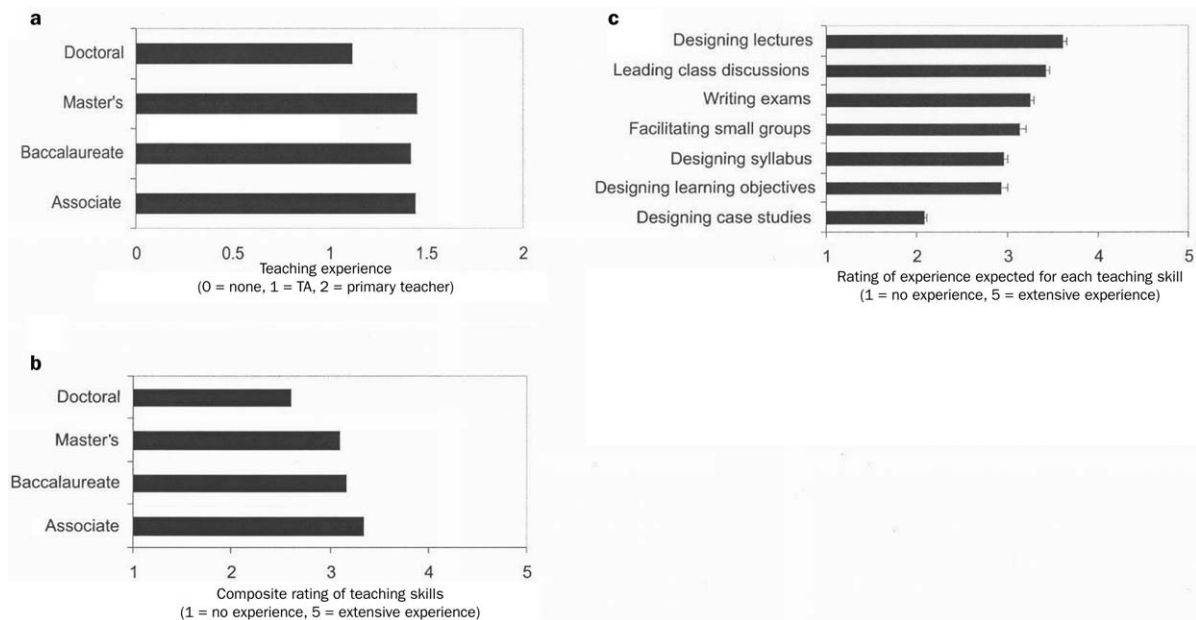 a
Doctoral
Master's
Baccalaureate
Associate
0 0.5 1 1.5 2
Teaching experience
(0 = none, 1 = TA, 2 = primary teacher)
b
Doctoral
Master's
Baccalaureate
Associate
1 2 3 4 5
Composite rating of teaching skills
(1 = no experience, 5 = extensive experience)
c
Designing lectures
Leading class discussions
Writing exams
Facilitating small groups
Designing syllabus
Designing learning objectives
Designing case studies
1 2 3 4 5
Rating of experience expected for each teaching skill
(1 = no experience, 5 = extensive experience)